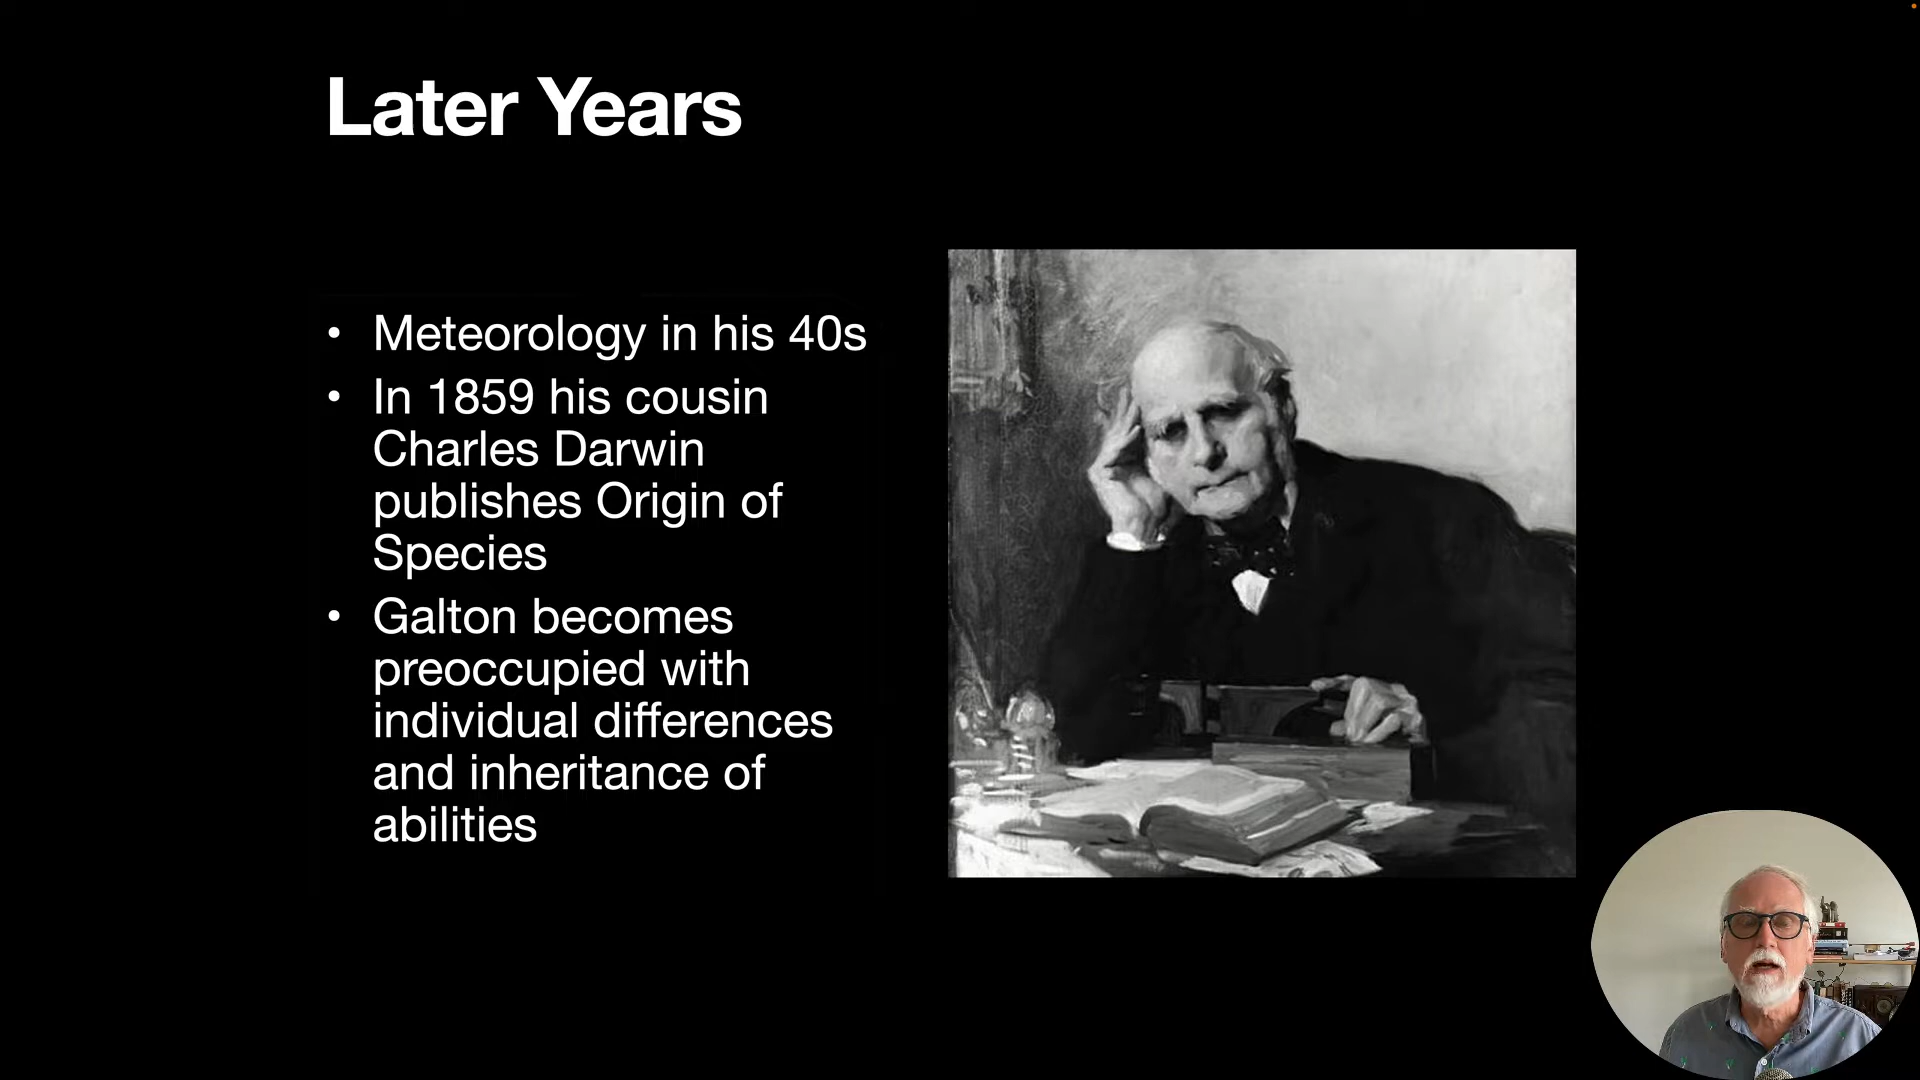 Later Years
• Meteorology in his 40s
• In 1859 his cousin
Charles Darwin
publishes Origin of
Species
• Galton becomes
preoccupied with
individual differences
and inheritance of
abilities